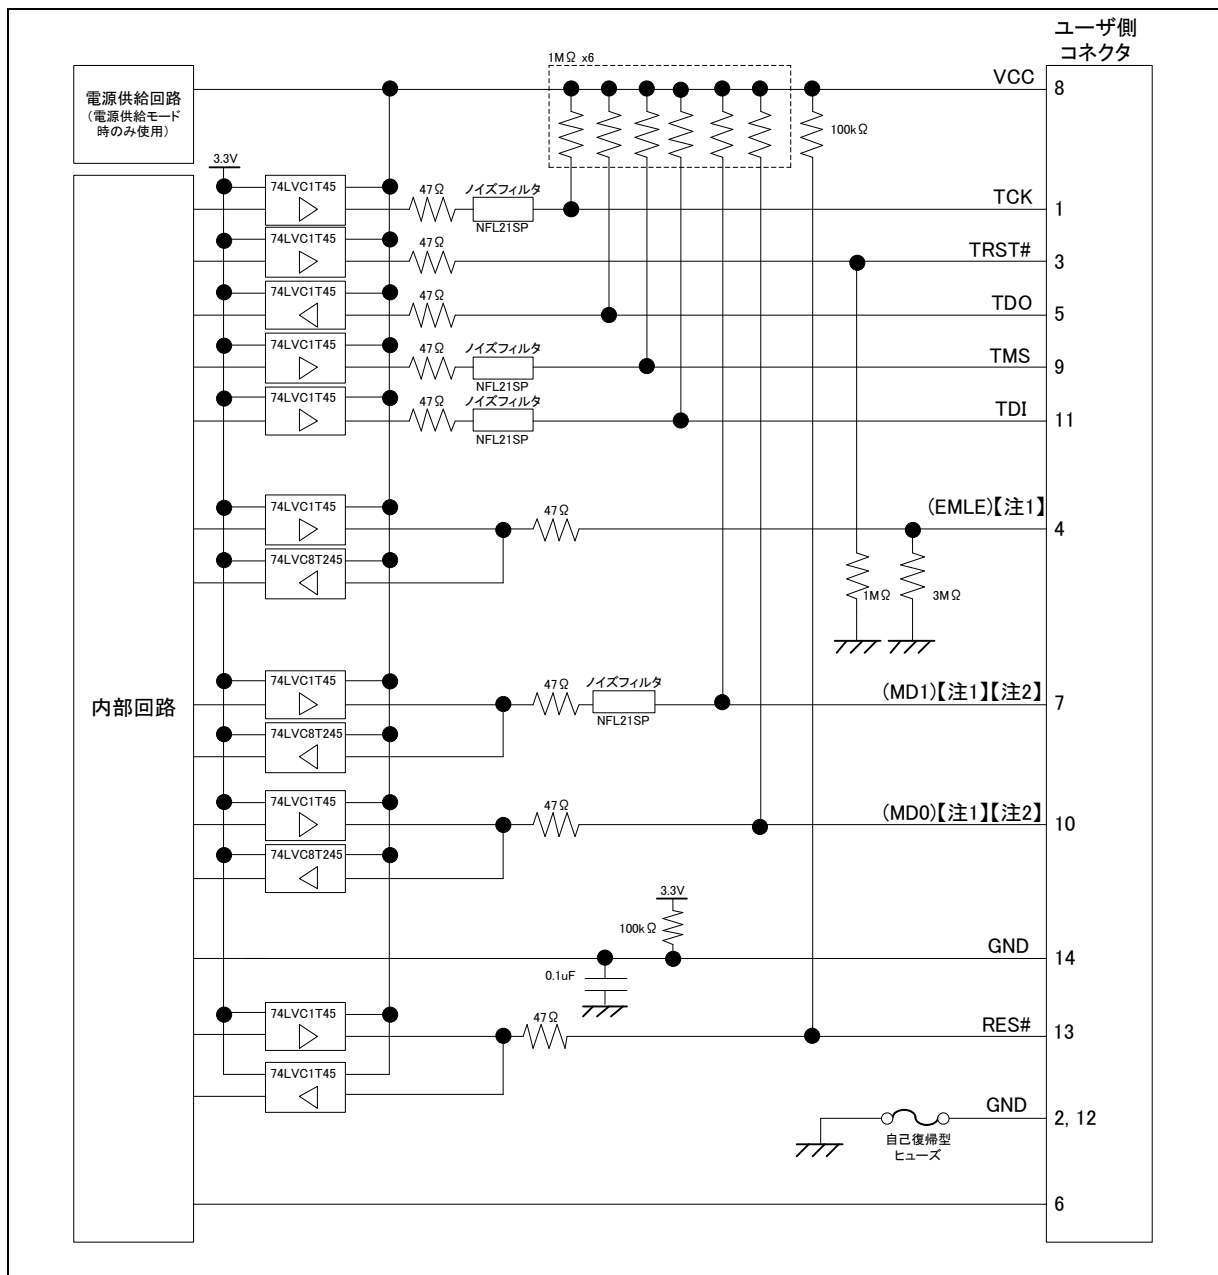 ユーザ側
コネクタ
1MΩ x6
VCC
8
電源供給回路
(電源供給モード
時のみ使用)
100kΩ
3.3V
74LVC1T45
47Ω
ノイズフィルタ
NFL21SP
TCK
1
74LVC1T45
47Ω
TRST#
3
74LVC1T45
47Ω
TDO
5
74LVC1T45
47Ω
ノイズフィルタ
NFL21SP
TMS
9
74LVC1T45
47Ω
ノイズフィルタ
NFL21SP
TDI
11
74LVC1T45
47Ω
(EMLE)【注1】
4
74LVC8T245
1MΩ
3MΩ
内部回路
74LVC1T45
47Ω
ノイズフィルタ
NFL21SP
(MD1)【注1】【注2】
7
74LVC8T245
74LVC1T45
47Ω
(MD0)【注1】【注2】
10
74LVC8T245
3.3V
100kΩ
GND
14
0.1uF
74LVC1T45
47Ω
RES#
13
74LVC1T45
GND
2, 12
自己復帰型
ヒューズ
6